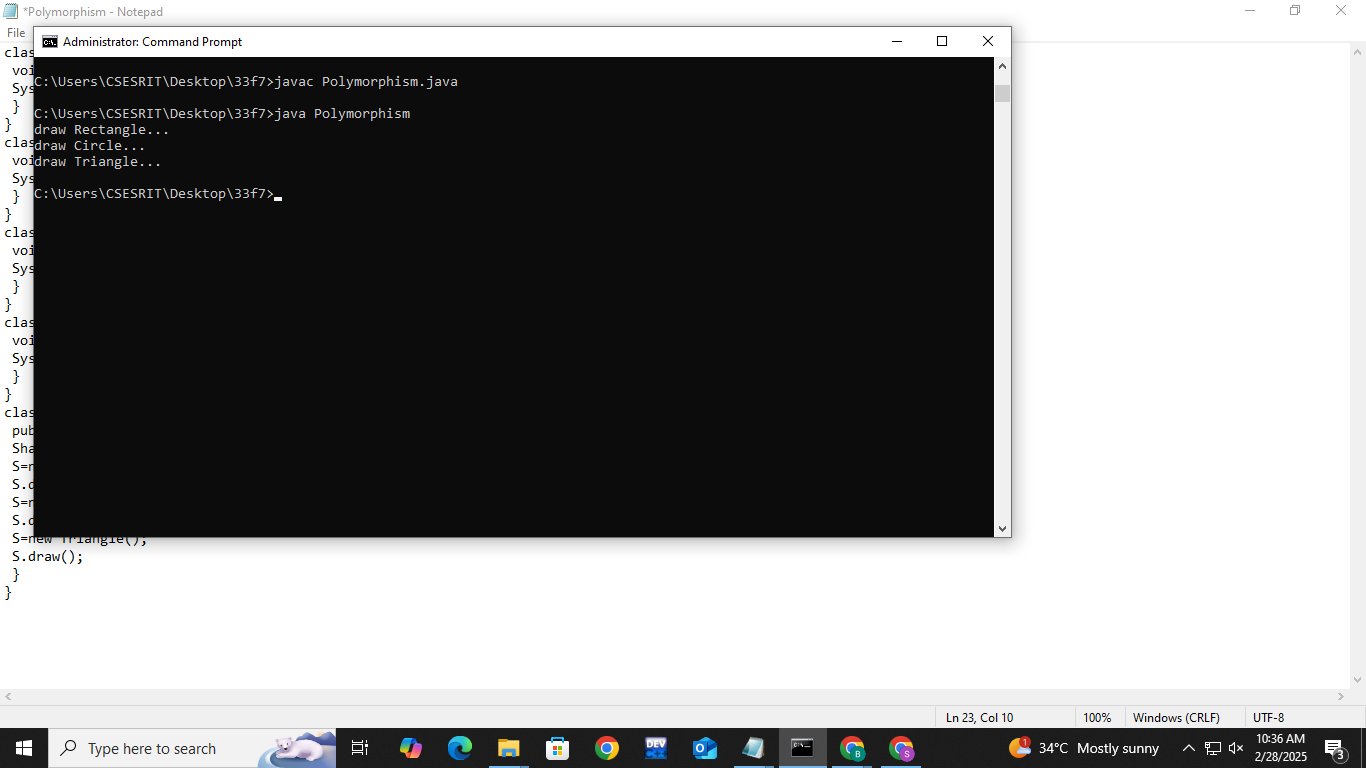 *Polymorphism - Notepad
File
Administrator: Command Prompt
C:\Users\CSESRIT\Desktop\33f7>javac Polymorphism.java
C:\Users\CSESRIT\Desktop\33f7>java Polymorphism
draw Rectangle...
draw Circle...
draw Triangle...
C:\Users\CSESRIT\Desktop\33f7>
clas
voi
Sys
}
}
clas
voi
Sys
}
}
clas
voi
Sys
}
}
clas
voi
Sys
}
}
clas
pub
Sha
S=n
S.d
S=n
S.d
S=new Triangle();
S.draw();
}
}
Ln 23, Col 10
100%
Windows (CRLF)
UTF-8
Type here to search
DEV
B
S
1
34°C Mostly sunny
10:36 AM
2/28/2025
3